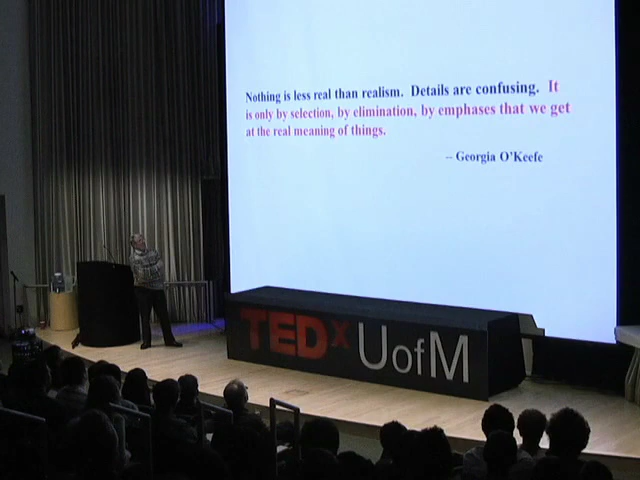 Nothing is less real than realism. Details are confusing. It
is only by selection, by elimination, by emphases that we get
at the real meaning of things.
-- Georgia O'Keefe
TEDx UofM